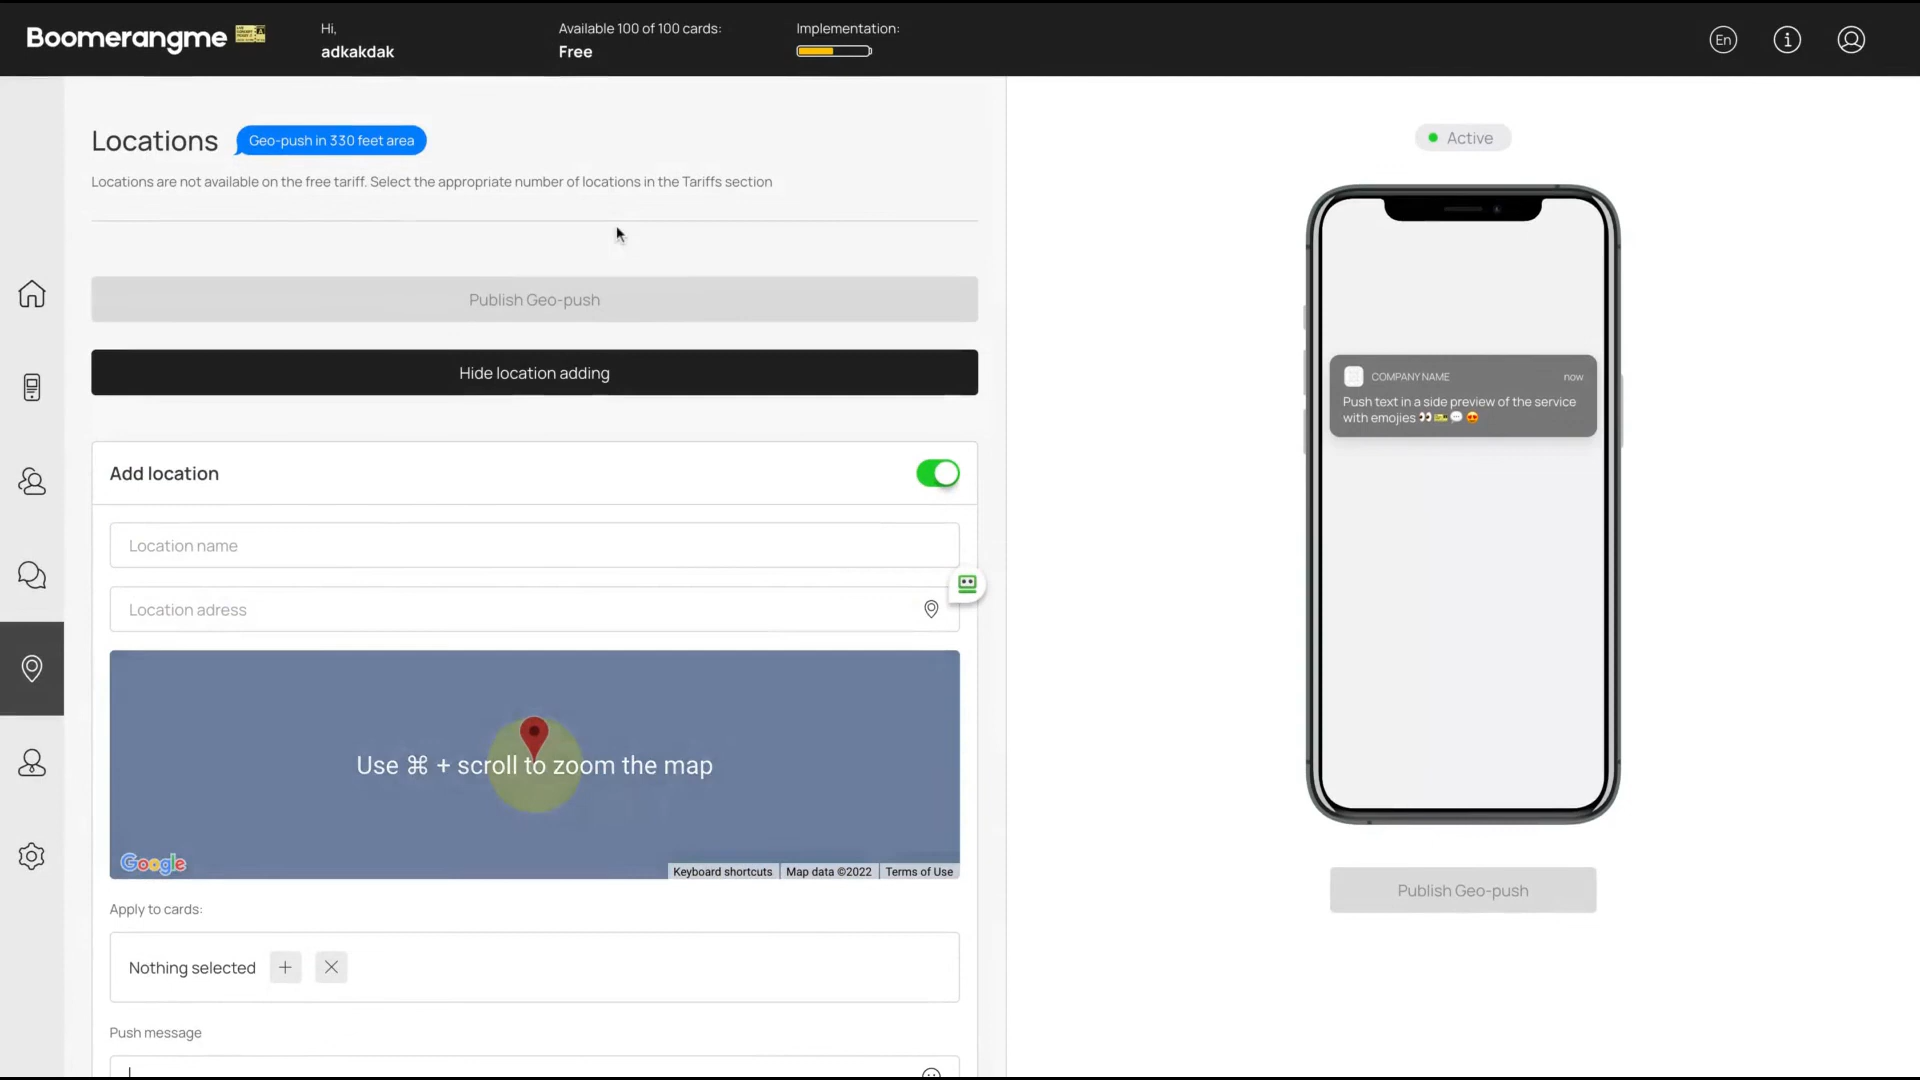 Boomerangme
Hi,
adkakdak
Available 100 of 100 cards:
Free
Implementation:
En
Locations
Geo-push in 330 feet area
Locations are not available on the free tariff. Select the appropriate number of locations in the Tariffs section
Publish Geo-push
Hide location adding
Add location
Location name
Location adress
Use ⌘ + scroll to zoom the map
Google
Keyboard shortcuts
Map data ©2022
Terms of Use
Apply to cards:
Nothing selected
Push message
Active
COMPANY NAME
now
Push text in a side preview of the service
with emojies 👀🎫💬😍
Publish Geo-push